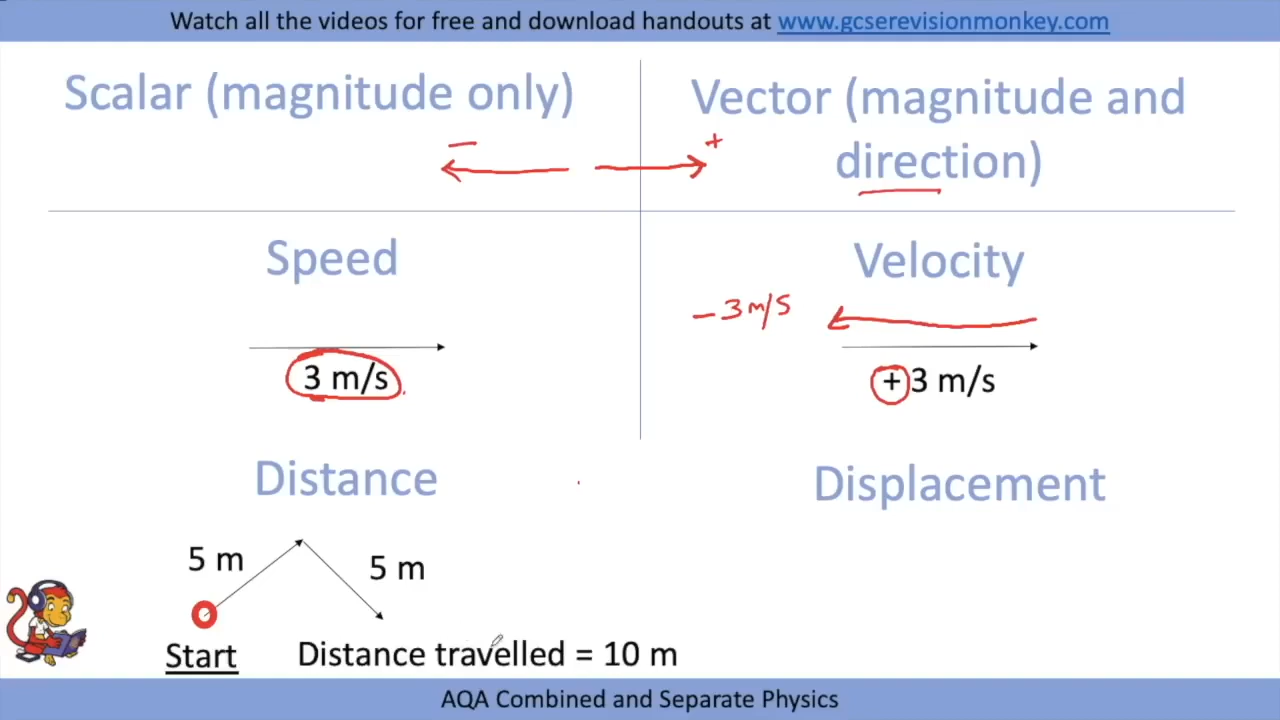 Watch all the videos for free and download handouts at www.gcserevisionmonkey.com
Scalar (magnitude only)
Vector (magnitude and
direction)
−
+
Speed
Velocity
−3m/s
3 m/s
+3 m/s
Distance
Displacement
5 m
5 m
Start
Distance travelled = 10 m
AQA Combined and Separate Physics